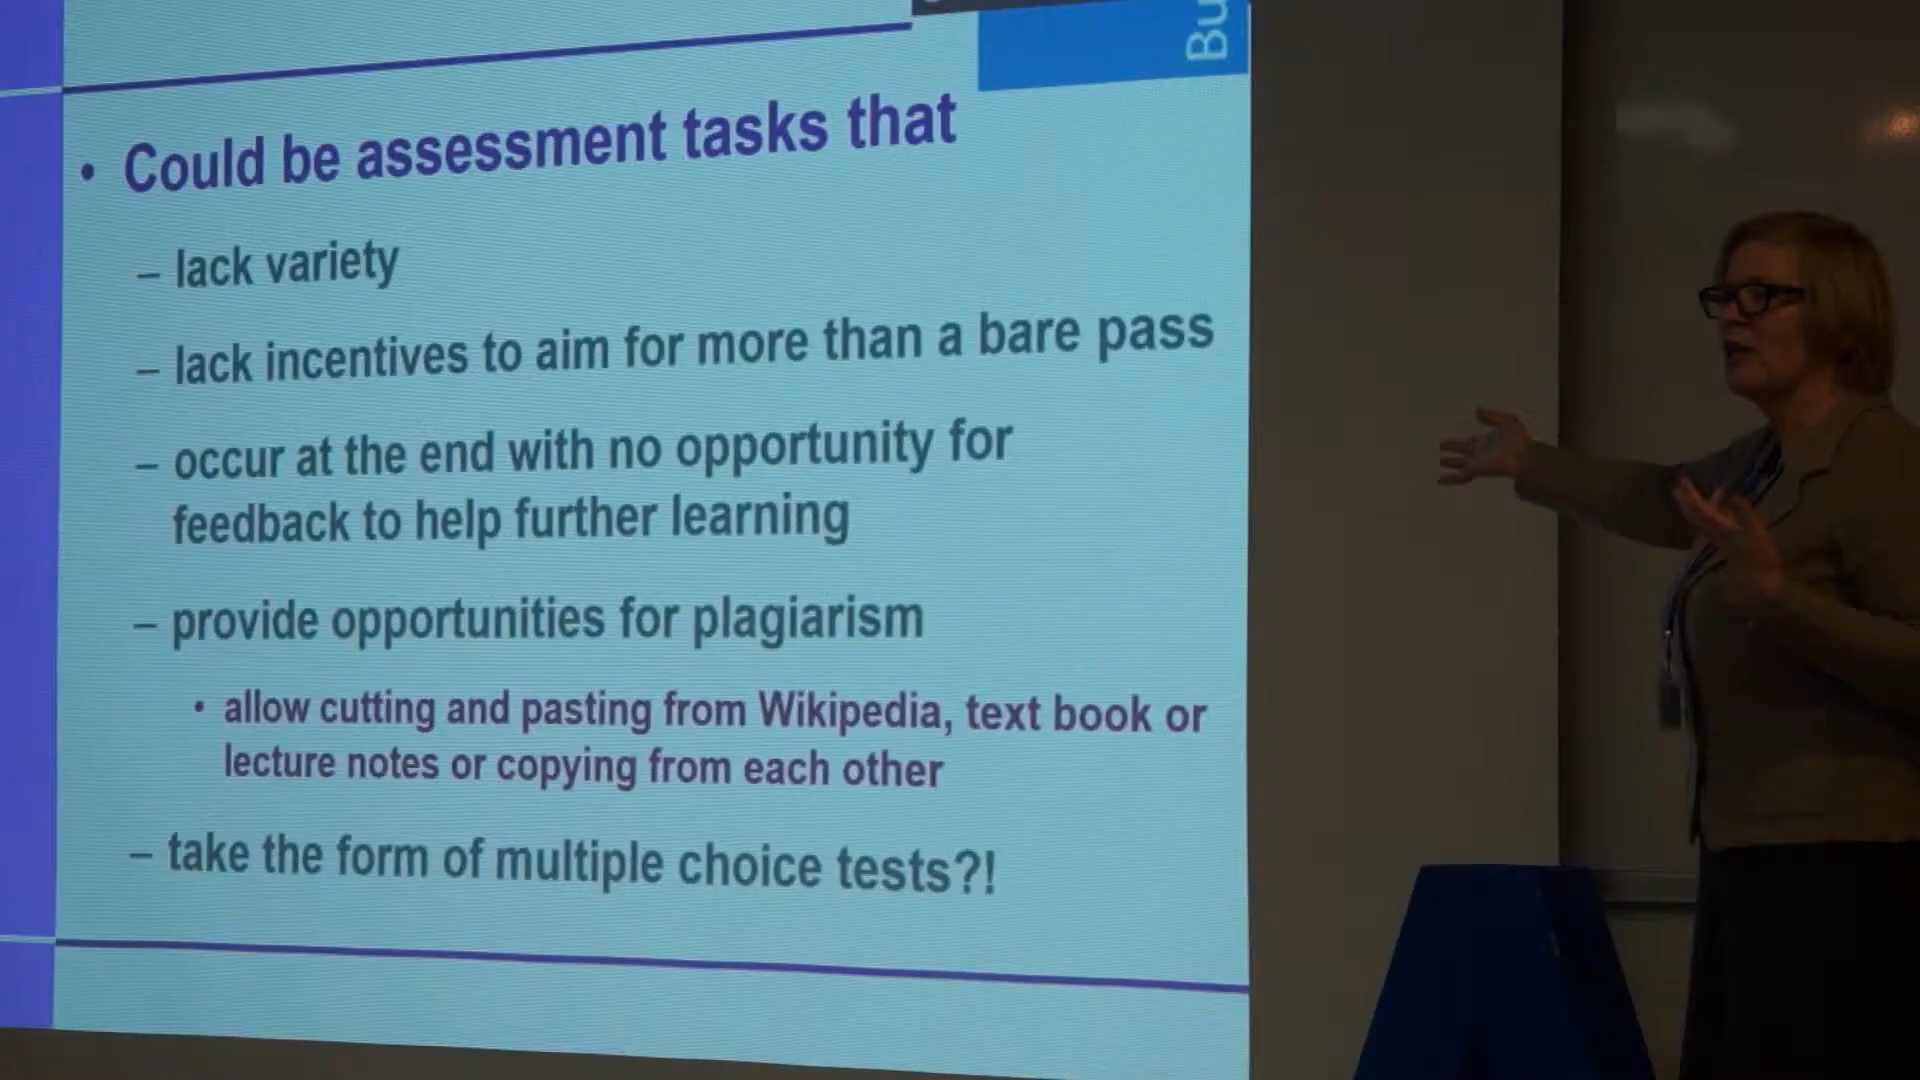 Bu
• Could be assessment tasks that
– lack variety
– lack incentives to aim for more than a bare pass
– occur at the end with no opportunity for
feedback to help further learning
– provide opportunities for plagiarism
• allow cutting and pasting from Wikipedia, text book or
lecture notes or copying from each other
– take the form of multiple choice tests?!